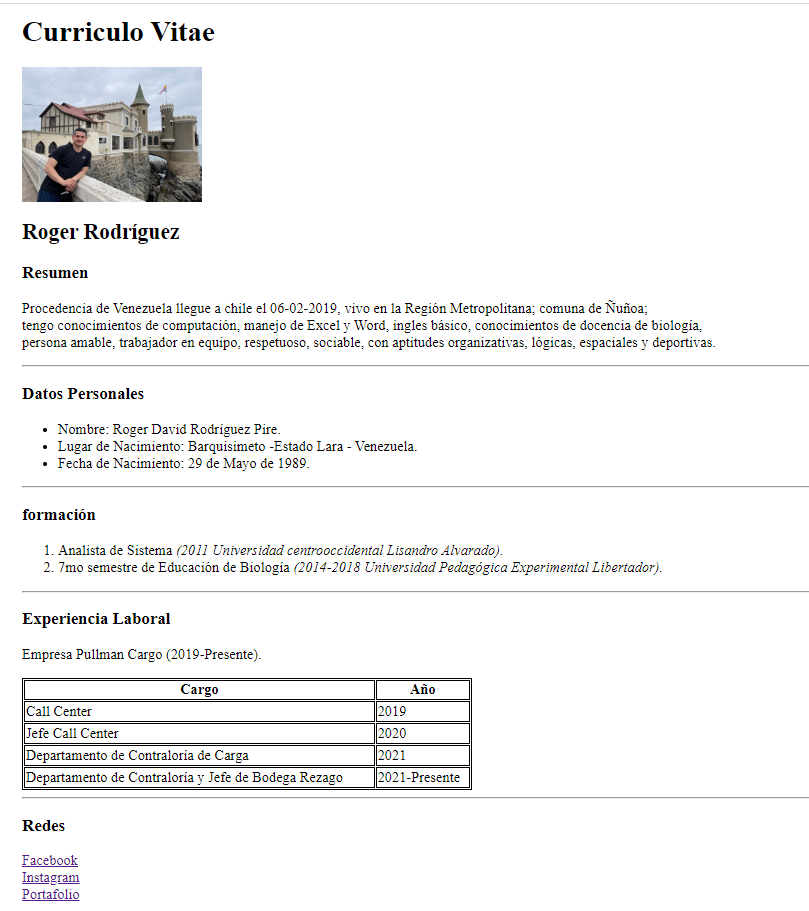 Curriculo Vitae
Roger Rodríguez
Resumen
Procedencia de Venezuela llegue a chile el 06-02-2019, vivo en la Región Metropolitana; comuna de Ñuñoa;
tengo conocimientos de computación, manejo de Excel y Word, ingles básico, conocimientos de docencia de biología,
persona amable, trabajador en equipo, respetuoso, sociable, con aptitudes organizativas, lógicas, espaciales y deportivas.
Datos Personales
• Nombre: Roger David Rodríguez Pire.
• Lugar de Nacimiento: Barquisimeto -Estado Lara - Venezuela.
• Fecha de Nacimiento: 29 de Mayo de 1989.
formación
1. Analista de Sistema (2011 Universidad centrooccidental Lisandro Alvarado).
2. 7mo semestre de Educación de Biología (2014-2018 Universidad Pedagógica Experimental Libertador).
Experiencia Laboral
Empresa Pullman Cargo (2019-Presente).
Cargo Año
Call Center 2019
Jefe Call Center 2020
Departamento de Contraloría de Carga 2021
Departamento de Contraloría y Jefe de Bodega Rezago 2021-Presente
Redes
Facebook
Instagram
Portafolio